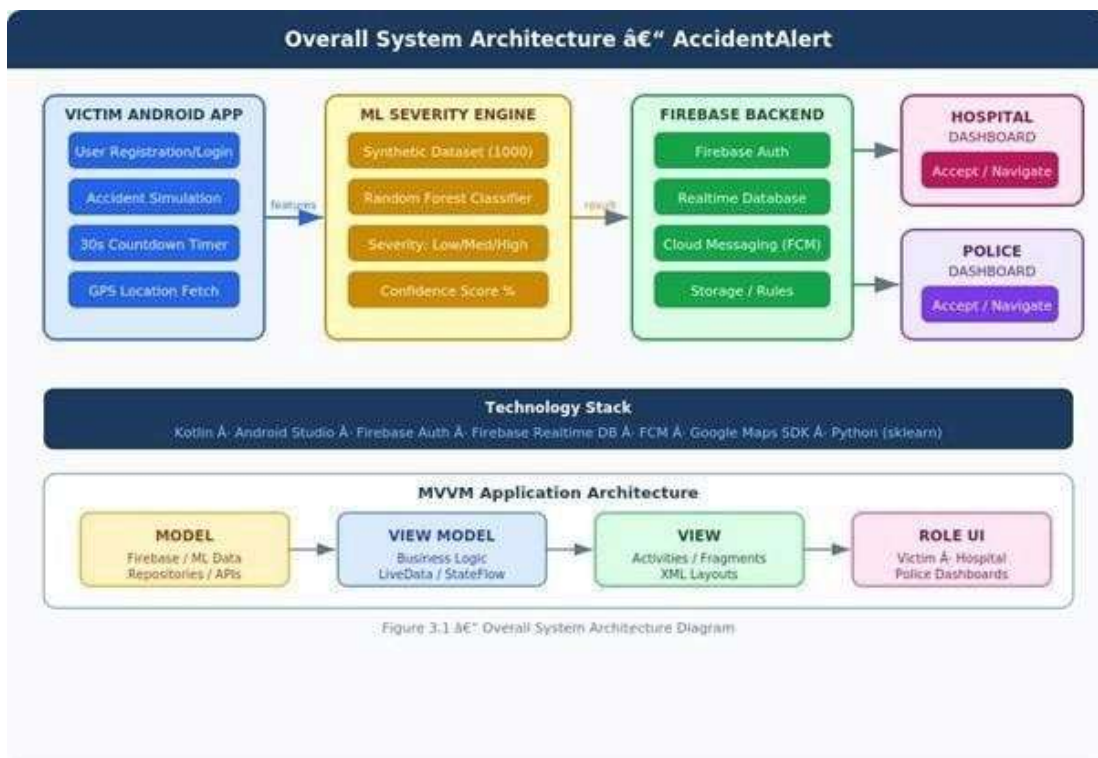 Overall System Architecture â€“ AccidentAlert
VICTIM ANDROID APP
User Registration/Login
Accident Simulation
30s Countdown Timer
GPS Location Fetch
features
ML SEVERITY ENGINE
Synthetic Dataset (1000)
Random Forest Classifier
Severity: Low/Med/High
Confidence Score %
result
FIREBASE BACKEND
Firebase Auth
Realtime Database
Cloud Messaging (FCM)
Storage / Rules
HOSPITAL
DASHBOARD
Accept / Navigate
POLICE
DASHBOARD
Accept / Navigate
Technology Stack
Kotlin Â· Android Studio Â· Firebase Auth Â· Firebase Realtime DB Â· FCM Â· Google Maps SDK Â· Python (sklearn)
MVVM Application Architecture
MODEL
Firebase / ML Data
Repositories / APIs
VIEW MODEL
Business Logic
LiveData / StateFlow
VIEW
Activities / Fragments
XML Layouts
ROLE UI
Victim Â· Hospital
Police Dashboards
Figure 3.1 â€“ Overall System Architecture Diagram